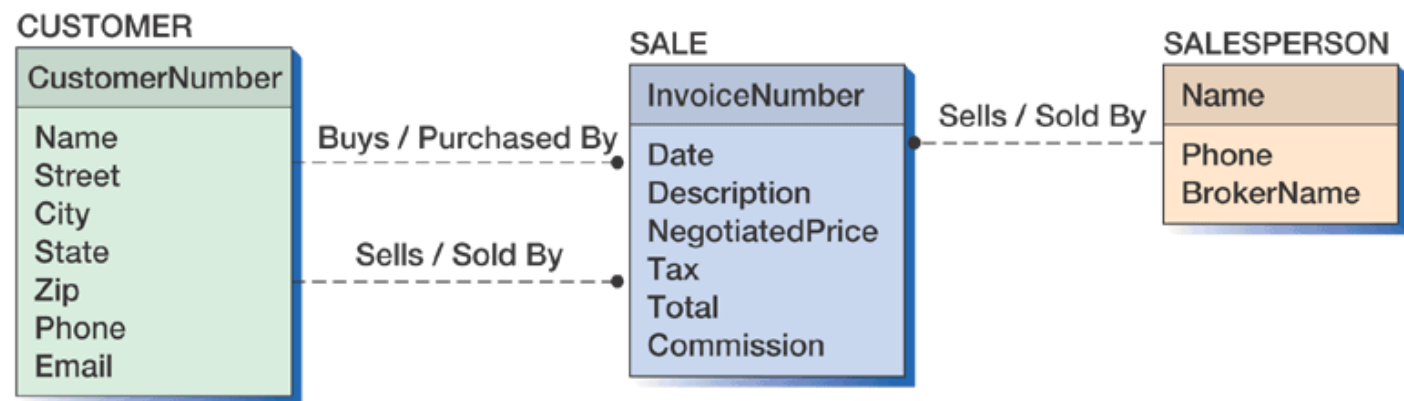 CUSTOMER
CustomerNumber
Name
Street
City
State
Zip
Phone
Email
Buys / Purchased By
Sells / Sold By
SALE
InvoiceNumber
Date
Description
NegotiatedPrice
Tax
Total
Commission
Sells / Sold By
SALESPERSON
Name
Phone
BrokerName